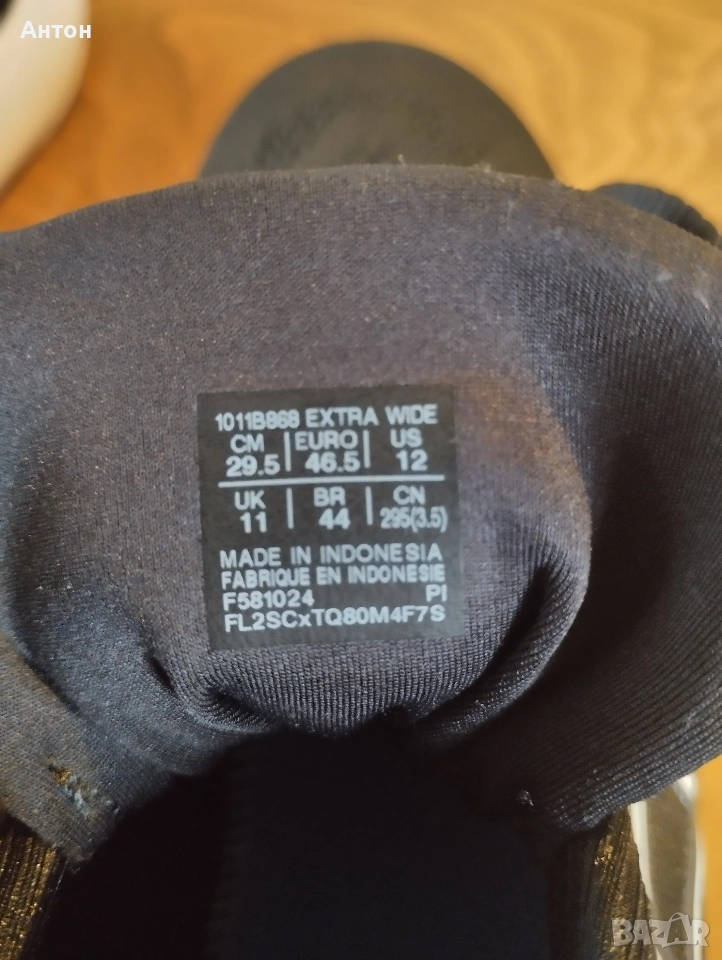 Антон
1011B868 EXTRA WIDE
CM | EURO | US
29.5 | 46.5 | 12
UK | BR | CN
11 | 44 | 295(3.5)
MADE IN INDONESIA
FABRIQUE EN INDONESIE
F581024 PI
FL2SCxTQ80M4F7S
BAZAR